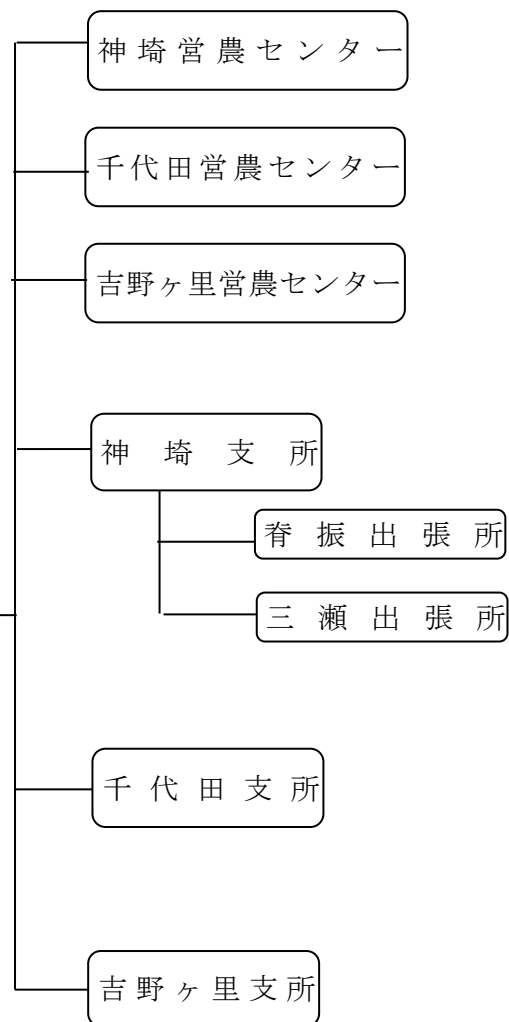 神埼営農センター
千代田営農センター
吉野ヶ里営農センター
神埼支所
脊振出張所
三瀬出張所
千代田支所
吉野ヶ里支所